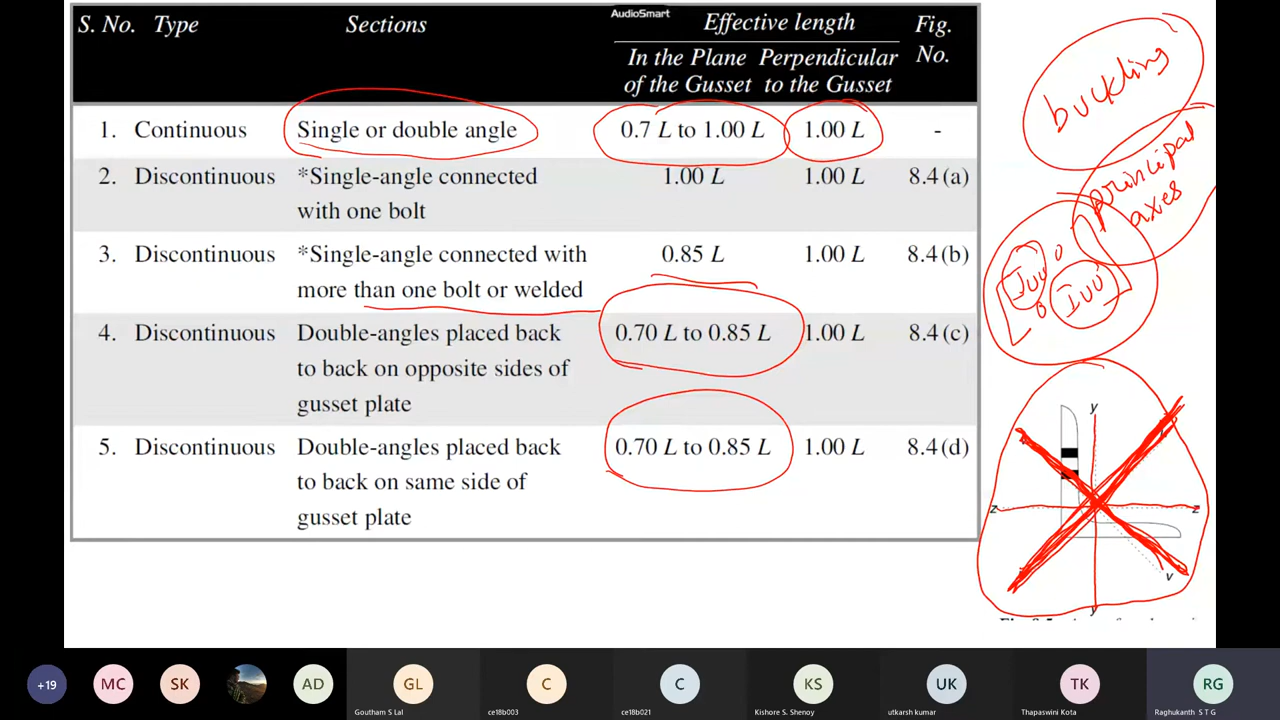 AudioSmart
S. No. Type Sections Effective length Fig. No.
In the Plane of the Gusset Perpendicular to the Gusset
1. Continuous Single or double angle 0.7 L to 1.00 L 1.00 L -
2. Discontinuous *Single-angle connected 1.00 L 1.00 L 8.4 (a)
with one bolt
3. Discontinuous *Single-angle connected with 0.85 L 1.00 L 8.4 (b)
more than one bolt or welded
4. Discontinuous Double-angles placed back 0.70 L to 0.85 L 1.00 L 8.4 (c)
to back on opposite sides of
gusset plate
5. Discontinuous Double-angles placed back 0.70 L to 0.85 L 1.00 L 8.4 (d)
to back on same side of
gusset plate
buckling
principal
axes
y
z z
v
y
+19 MC SK AD GL C C KS UK TK RG
Goutham S Lal ce18b003 ce18b021 Kishore S. Shenoy utkarsh kumar Thapaswini Kota Raghukanth S T G